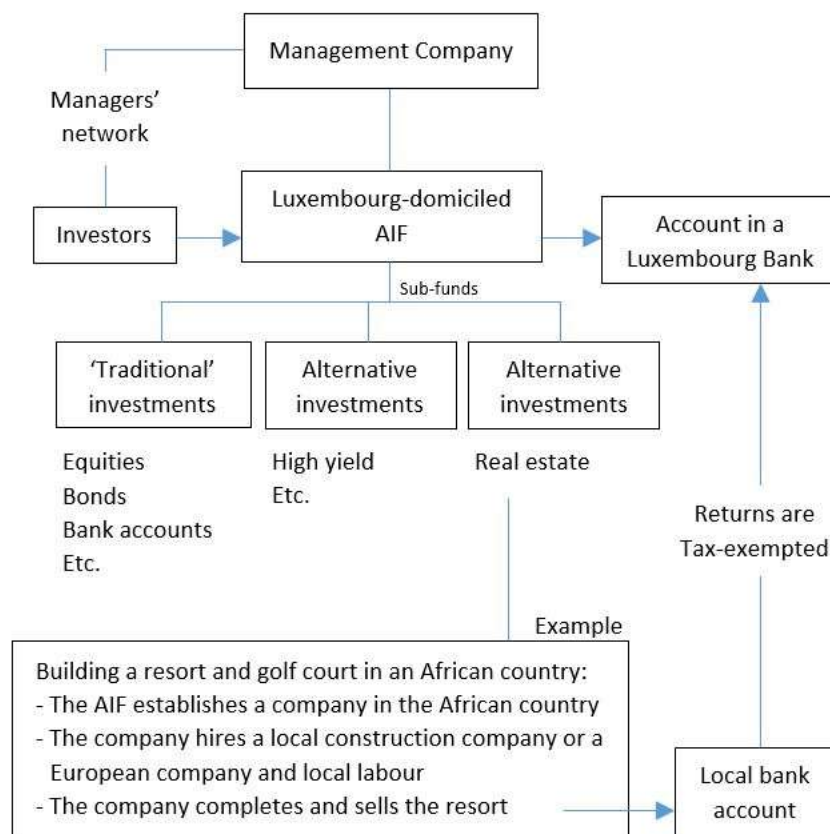 Management Company
Managers'
network
Investors
Luxembourg-domiciled
AIF
Account in a
Luxembourg Bank
Sub-funds
'Traditional'
investments
Alternative
investments
Alternative
investments
Equities
Bonds
Bank accounts
Etc.
High yield
Etc.
Real estate
Returns are
Tax-exempted
Example
Building a resort and golf court in an African country:
- The AIF establishes a company in the African country
- The company hires a local construction company or a
European company and local labour
- The company completes and sells the resort
Local bank
account